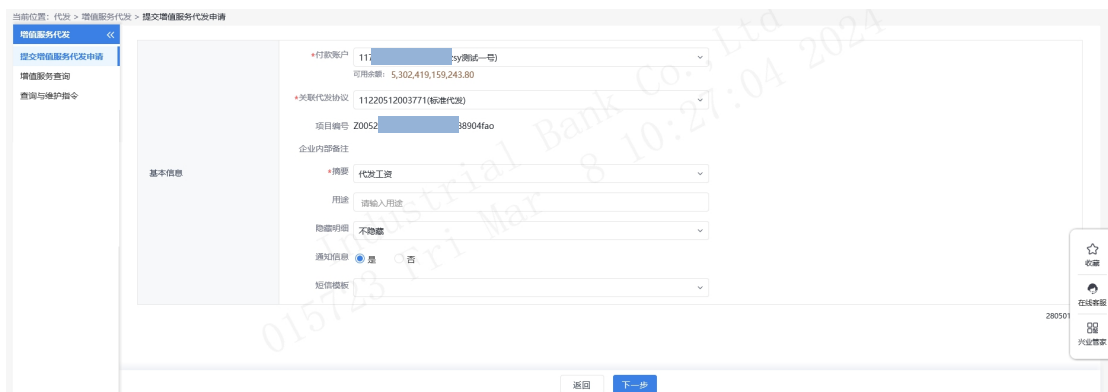 当前位置：代发 > 增值服务代发 > 提交增值服务代发申请
增值服务代发 «
提交增值服务代发申请
增值服务查询
查询与维护指令
基本信息
*付款账户 117 zsy测试一号)
可用余额： 5,302,419,159,243.80
*关联代发协议 11220512003771(标准代发)
项目编号 Z0052 38904fao
企业内部备注
*摘要 代发工资
用途 请输入用途
隐藏明细 不隐藏
通知信息 是 否
短信模板
280501
返回 下一步
收藏
在线客服
兴业管家
Industrial Bank Co., Ltd
015723 Fri Mar 8 10:27:04 2024